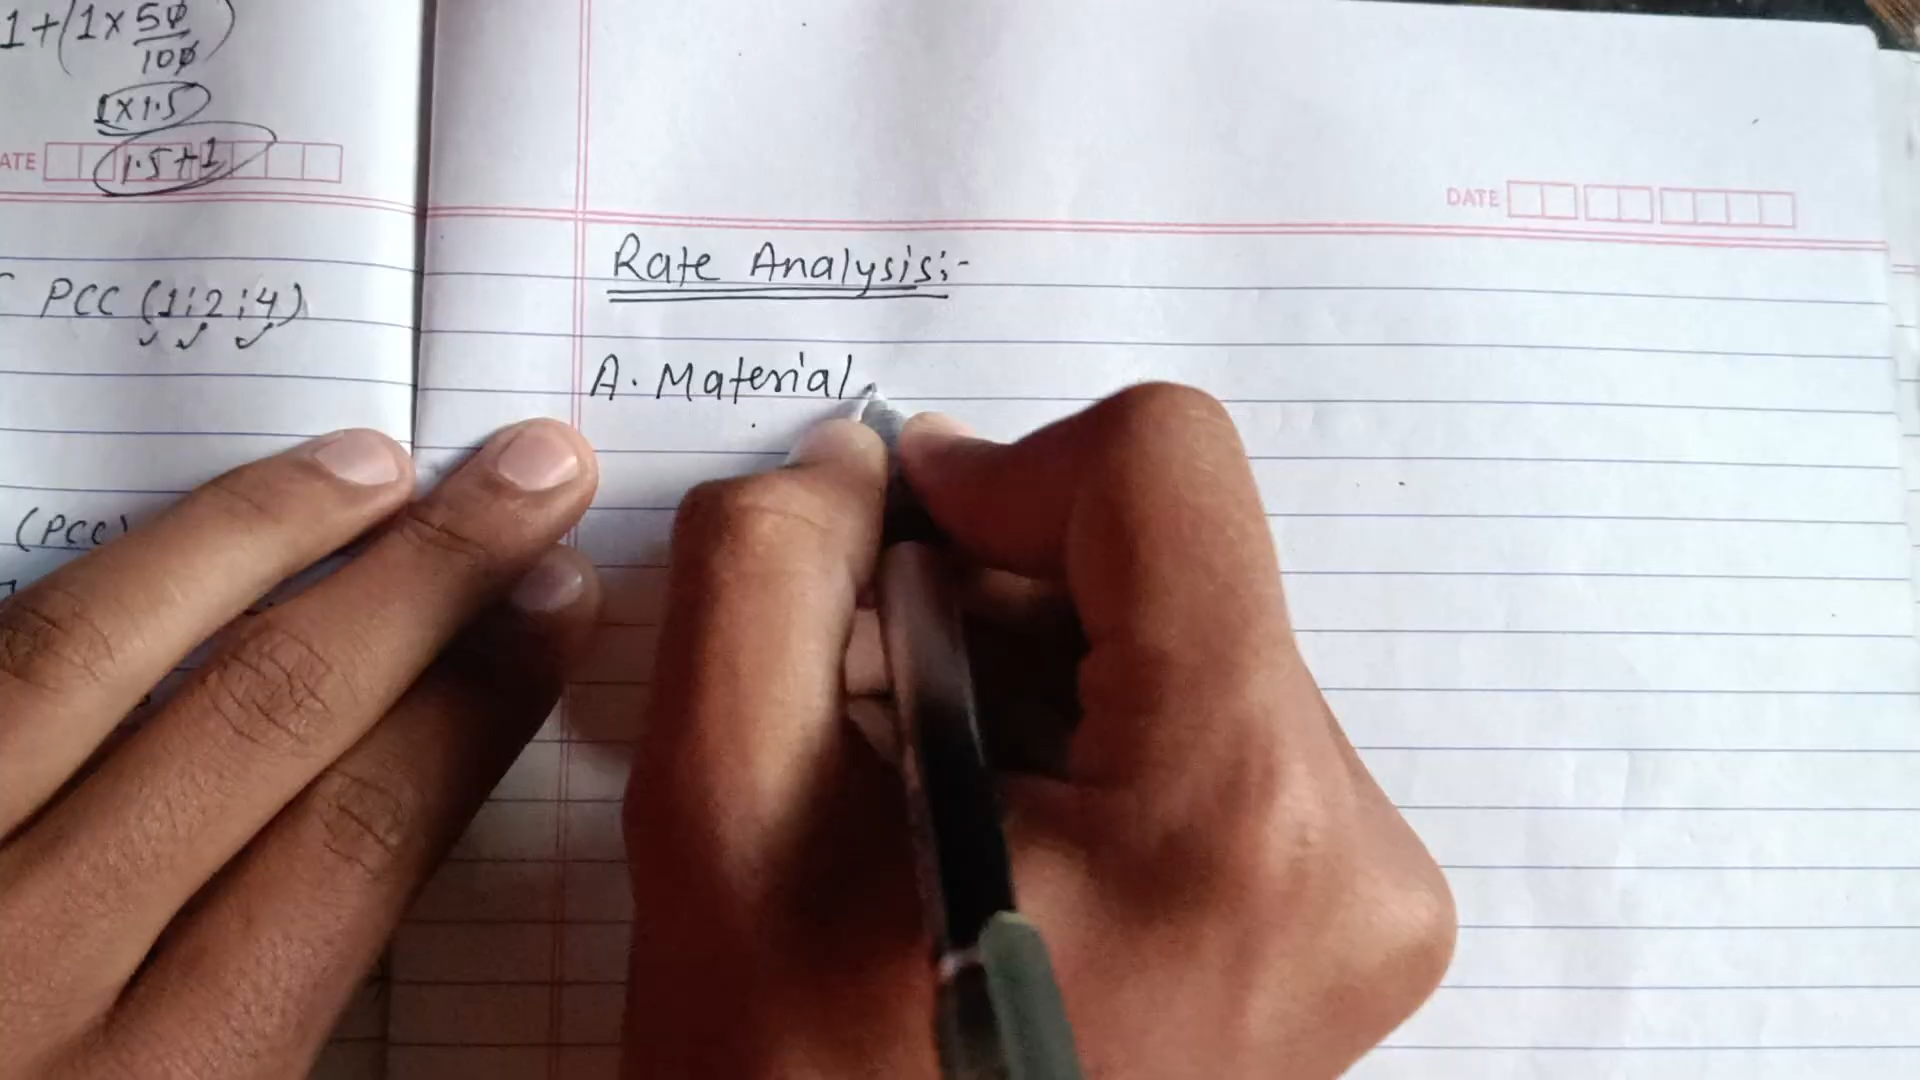 1+(1×50/100)
1×1.5
DATE 1.5+1
PCC (1:2:4)
(PCC)
DATE
Rate Analysis:-
A. Material